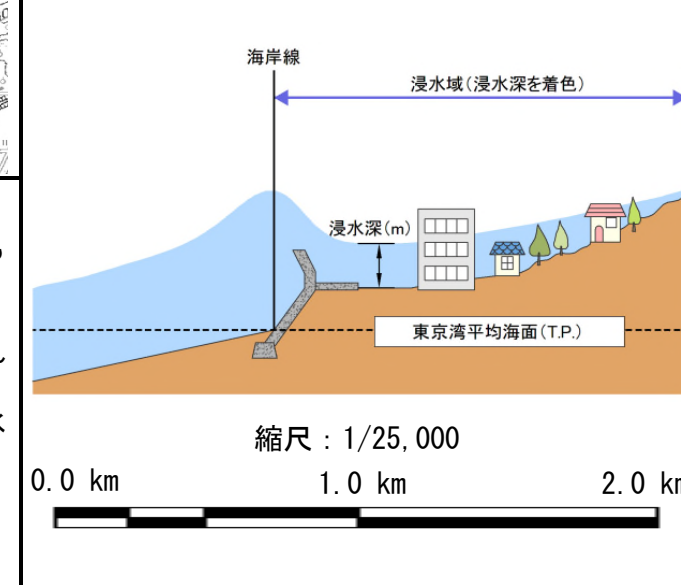 海岸線
浸水域(浸水深を着色)
浸水深(m)
東京湾平均海面(T.P.)
縮尺：1/25,000
0.0 km 1.0 km 2.0 km